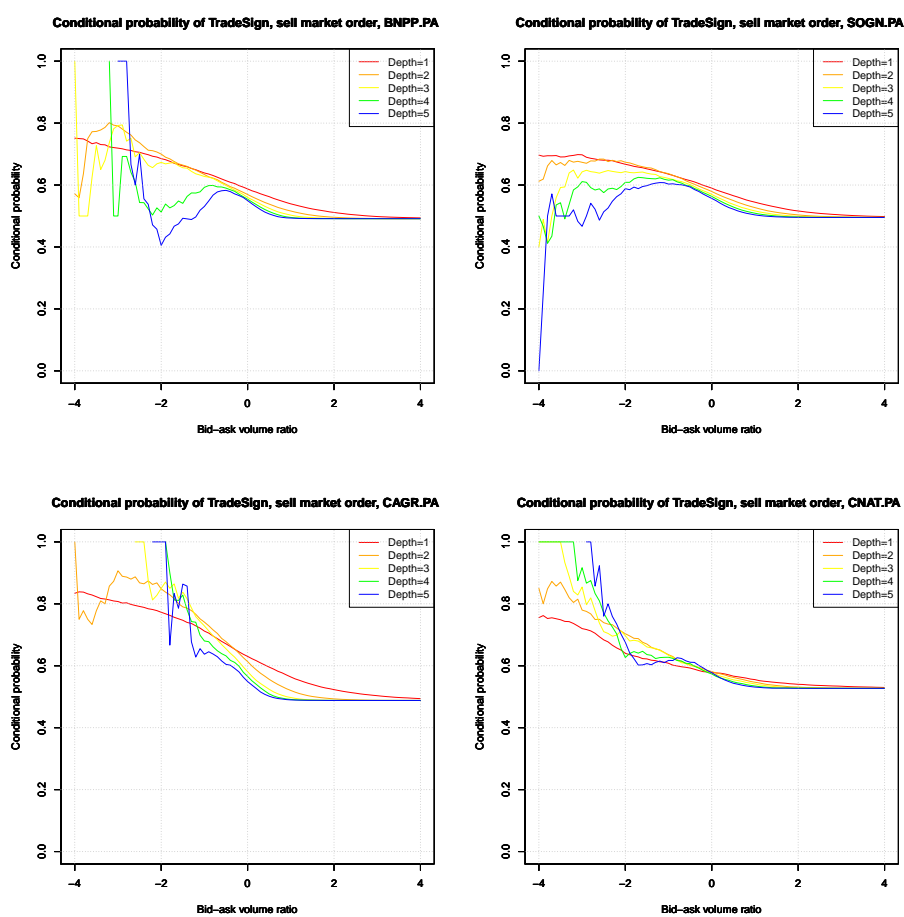 Conditional probability of TradeSign, sell market order, BNPP.PA
Conditional probability
0.0 0.2 0.4 0.6 0.8 1.0
Depth=1
Depth=2
Depth=3
Depth=4
Depth=5
−4 −2 0 2 4
Bid−ask volume ratio
Conditional probability of TradeSign, sell market order, SOGN.PA
Conditional probability
0.0 0.2 0.4 0.6 0.8 1.0
Depth=1
Depth=2
Depth=3
Depth=4
Depth=5
−4 −2 0 2 4
Bid−ask volume ratio
Conditional probability of TradeSign, sell market order, CAGR.PA
Conditional probability
0.0 0.2 0.4 0.6 0.8 1.0
Depth=1
Depth=2
Depth=3
Depth=4
Depth=5
−4 −2 0 2 4
Bid−ask volume ratio
Conditional probability of TradeSign, sell market order, CNAT.PA
Conditional probability
0.0 0.2 0.4 0.6 0.8 1.0
Depth=1
Depth=2
Depth=3
Depth=4
Depth=5
−4 −2 0 2 4
Bid−ask volume ratio